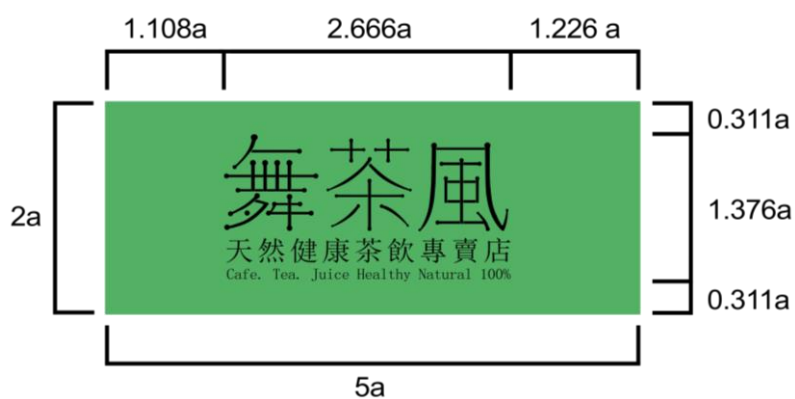 1.108a 2.666a 1.226 a
0.311a
舞茶風
2a
1.376a
天然健康茶飲專賣店
Cafe. Tea. Juice Healthy Natural 100%
0.311a
5a